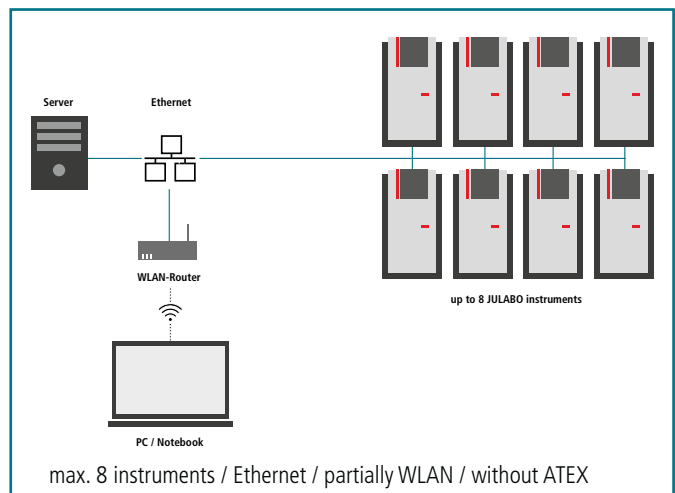 Server
Ethernet
WLAN-Router
up to 8 JULABO instruments
PC / Notebook
max. 8 instruments / Ethernet / partially WLAN / without ATEX